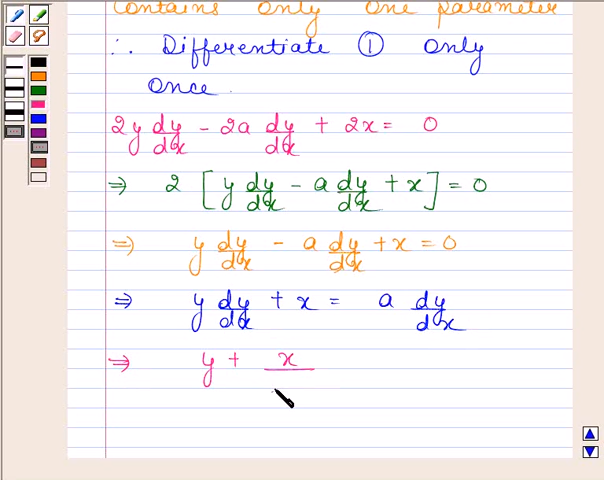 contains only one parameter
∴ Differentiate ① only
once.
2y dy/dx - 2a dy/dx + 2x = 0
⇒ 2 [ y dy/dx - a dy/dx + x ] = 0
⇒ y dy/dx - a dy/dx + x = 0
⇒ y dy/dx + x = a dy/dx
⇒ y + x/